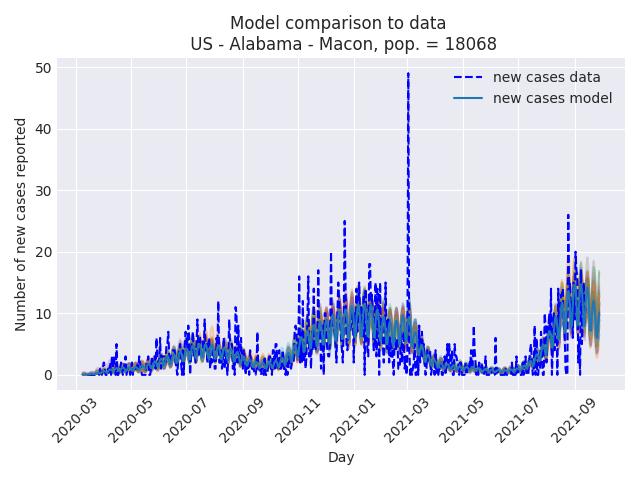 Model comparison to data
US - Alabama - Macon, pop. = 18068
new cases data
new cases model
Number of new cases reported
50
40
30
20
10
0
2020-03
2020-05
2020-07
2020-09
2020-11
2021-01
2021-03
2021-05
2021-07
2021-09
Day